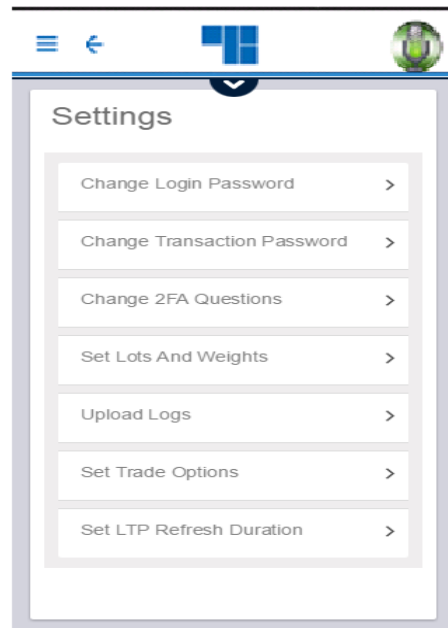 Settings
Change Login Password
Change Transaction Password
Change 2FA Questions
Set Lots And Weights
Upload Logs
Set Trade Options
Set LTP Refresh Duration